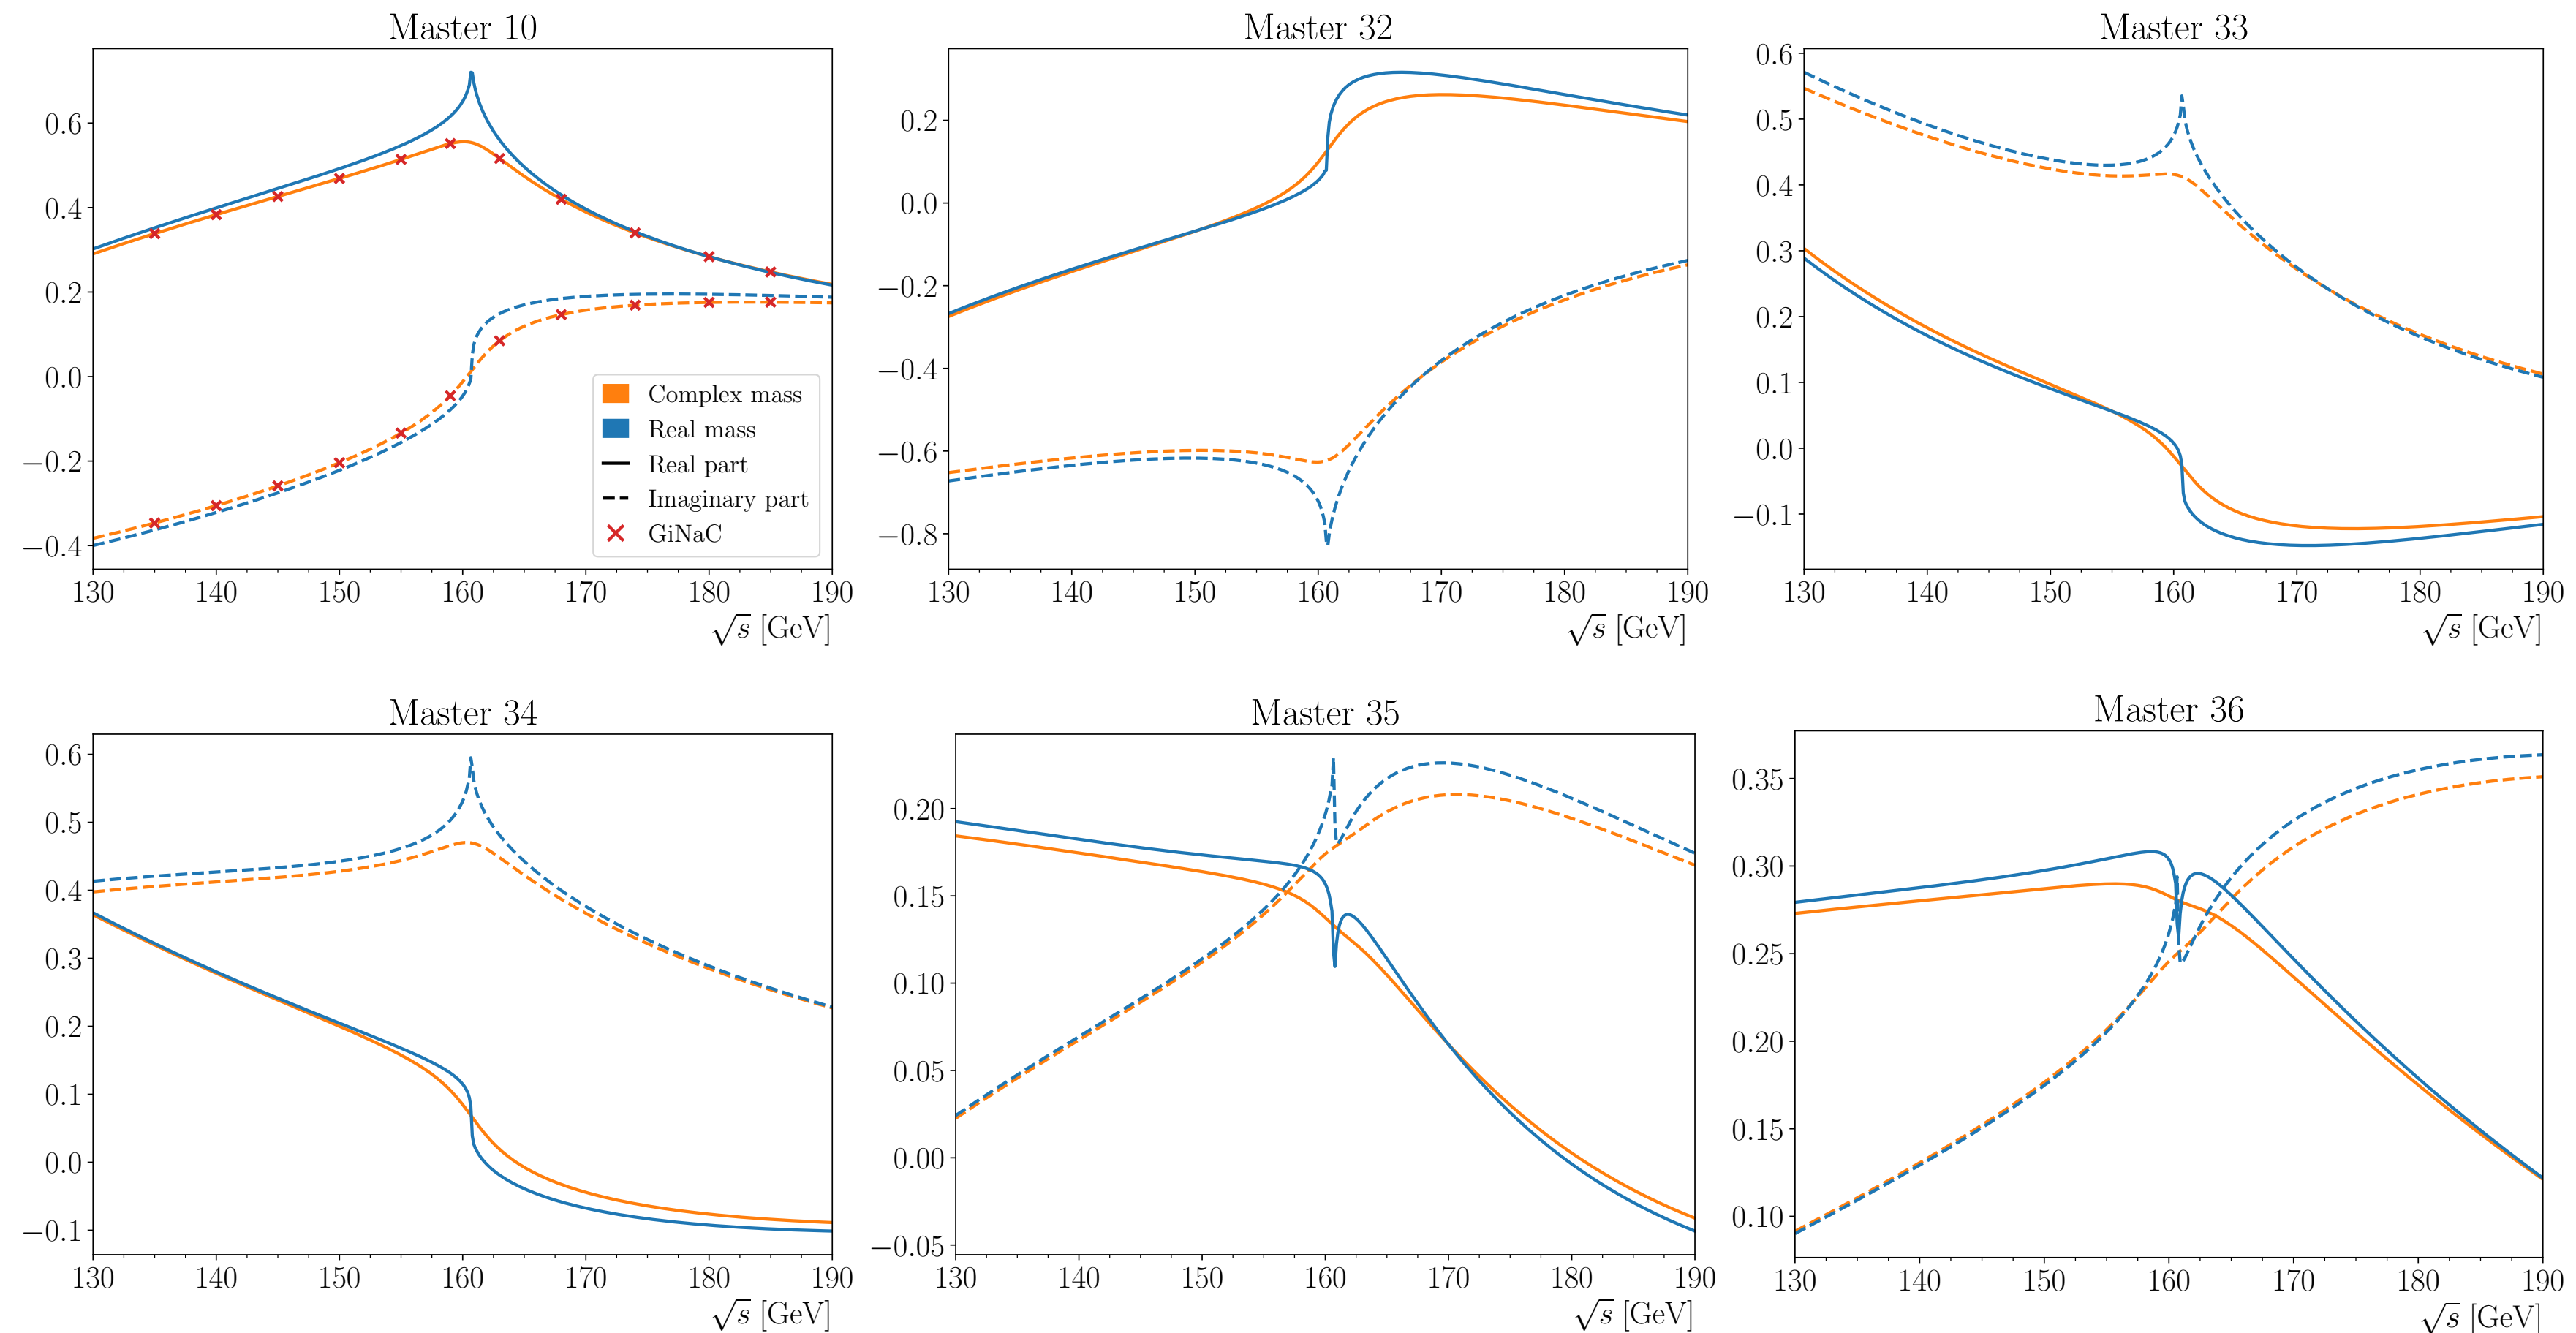 Master 10
0.6
0.4
0.2
0.0
−0.2
−0.4
130 140 150 160 170 180 190
√s [GeV]
Complex mass
Real mass
Real part
Imaginary part
GiNaC
Master 32
0.2
0.0
−0.2
−0.4
−0.6
−0.8
130 140 150 160 170 180 190
√s [GeV]
Master 33
0.6
0.5
0.4
0.3
0.2
0.1
0.0
−0.1
130 140 150 160 170 180 190
√s [GeV]
Master 34
0.6
0.5
0.4
0.3
0.2
0.1
0.0
−0.1
130 140 150 160 170 180 190
√s [GeV]
Master 35
0.20
0.15
0.10
0.05
0.00
−0.05
130 140 150 160 170 180 190
√s [GeV]
Master 36
0.35
0.30
0.25
0.20
0.15
0.10
130 140 150 160 170 180 190
√s [GeV]